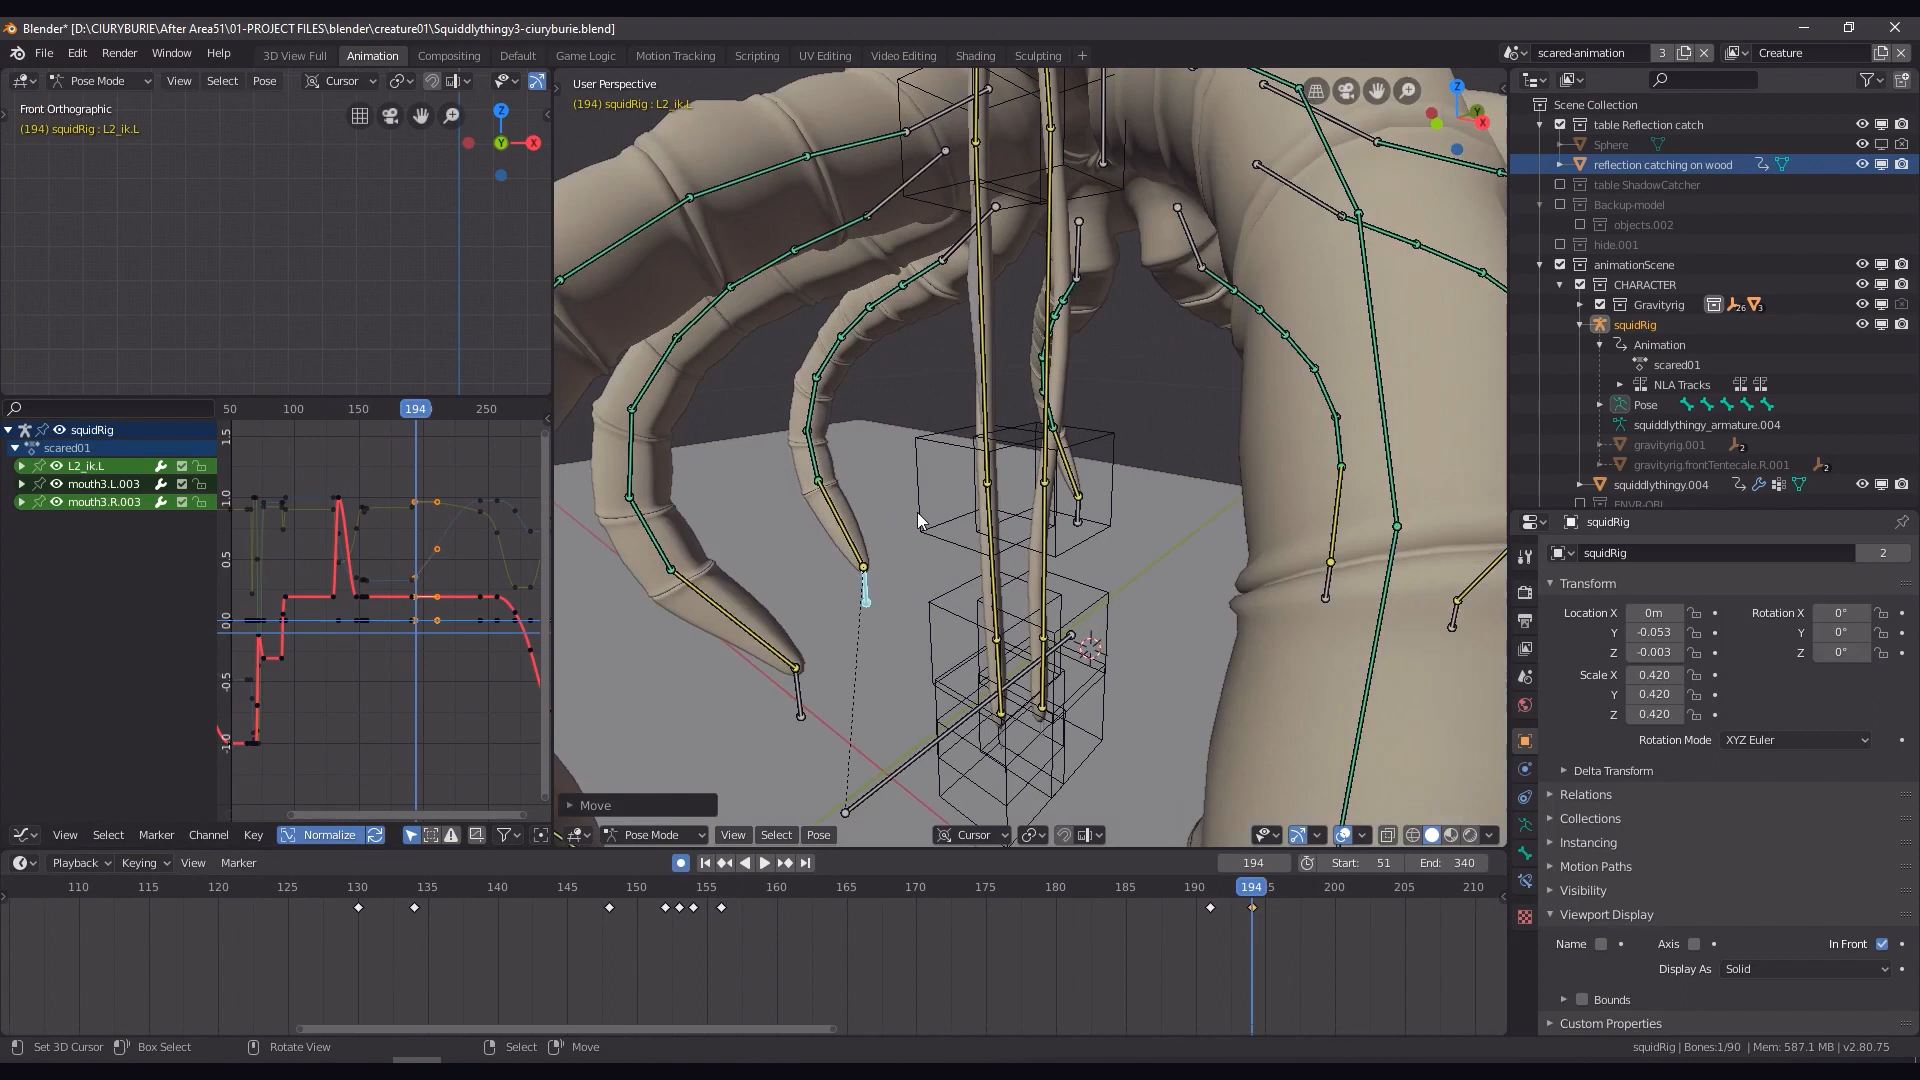 Blender* [D:\CIURYBURIE\After Area51\01-PROJECT FILES\blender\creature01\Squiddlythingy3-ciuryburie.blend]
File Edit Render Window Help 3D View Full Animation Compositing Default Game Logic Motion Tracking Scripting UV Editing Video Editing Shading Sculpting + scared-animation 3 Creature
Pose Mode View Select Pose Cursor
Front Orthographic
(194) squidRig : L2_ik.L
Z
Y
X
User Perspective
(194) squidRig : L2_ik.L
Z
Y
X
Scene Collection
table Reflection catch
Sphere
reflection catching on wood
table ShadowCatcher
Backup-model
objects.002
hide.001
animationScene
CHARACTER
Gravityrig 26 3
squidRig
Animation
scared01
NLA Tracks
Pose
squiddlythingy_armature.004
gravityrig.001 2
gravityrig.frontTentecale.R.001 2
squiddlythingy.004
ENVR-OBJ
50 100 150 194 250
squidRig
scared01
L2_ik.L
mouth3.L.003
mouth3.R.003
1.5
1.0
0.5
0.0
-0.5
-1.0
Move
View Select Marker Channel Key Normalize
Pose Mode View Select Pose Cursor
squidRig
squidRig 2
Transform
Location X 0m Rotation X 0°
Y -0.053 Y 0°
Z -0.003 Z 0°
Scale X 0.420
Y 0.420
Z 0.420
Rotation Mode XYZ Euler
Delta Transform
Relations
Collections
Instancing
Motion Paths
Visibility
Viewport Display
Name Axis In Front
Display As Solid
Bounds
Custom Properties
Playback Keying View Marker 194 Start: 51 End: 340
110 115 120 125 130 135 140 145 150 155 160 165 170 175 180 185 190 194 5 200 205 210
Set 3D Cursor Box Select Rotate View Select Move squidRig | Bones:1/90 | Mem: 587.1 MB | v2.80.75